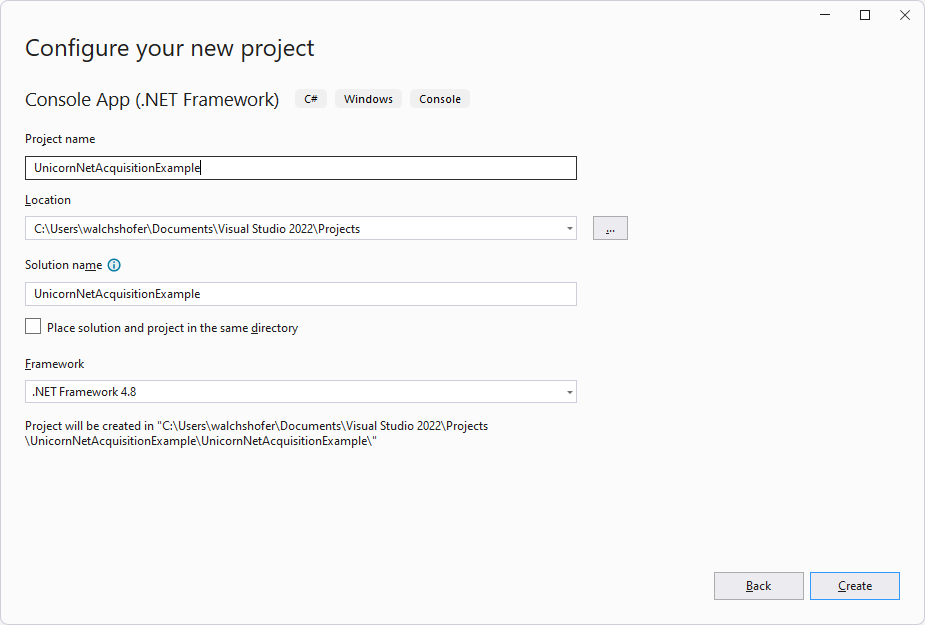 Configure your new project
Console App (.NET Framework) C# Windows Console
Project name
UnicornNetAcquisitionExample
Location
C:\Users\walchshofer\Documents\Visual Studio 2022\Projects
...
Solution name
UnicornNetAcquisitionExample
Place solution and project in the same directory
Framework
.NET Framework 4.8
Project will be created in "C:\Users\walchshofer\Documents\Visual Studio 2022\Projects
\UnicornNetAcquisitionExample\UnicornNetAcquisitionExample\"
Back Create